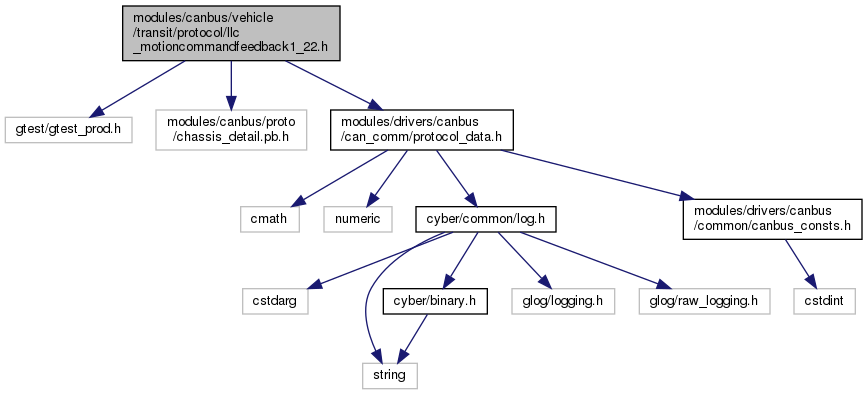 modules/canbus/vehicle
/transit/protocol/llc
_motioncommandfeedback1_22.h
gtest/gtest_prod.h
modules/canbus/proto
/chassis_detail.pb.h
modules/drivers/canbus
/can_comm/protocol_data.h
cmath
numeric
cyber/common/log.h
modules/drivers/canbus
/common/canbus_consts.h
cstdarg
cyber/binary.h
glog/logging.h
glog/raw_logging.h
cstdint
string